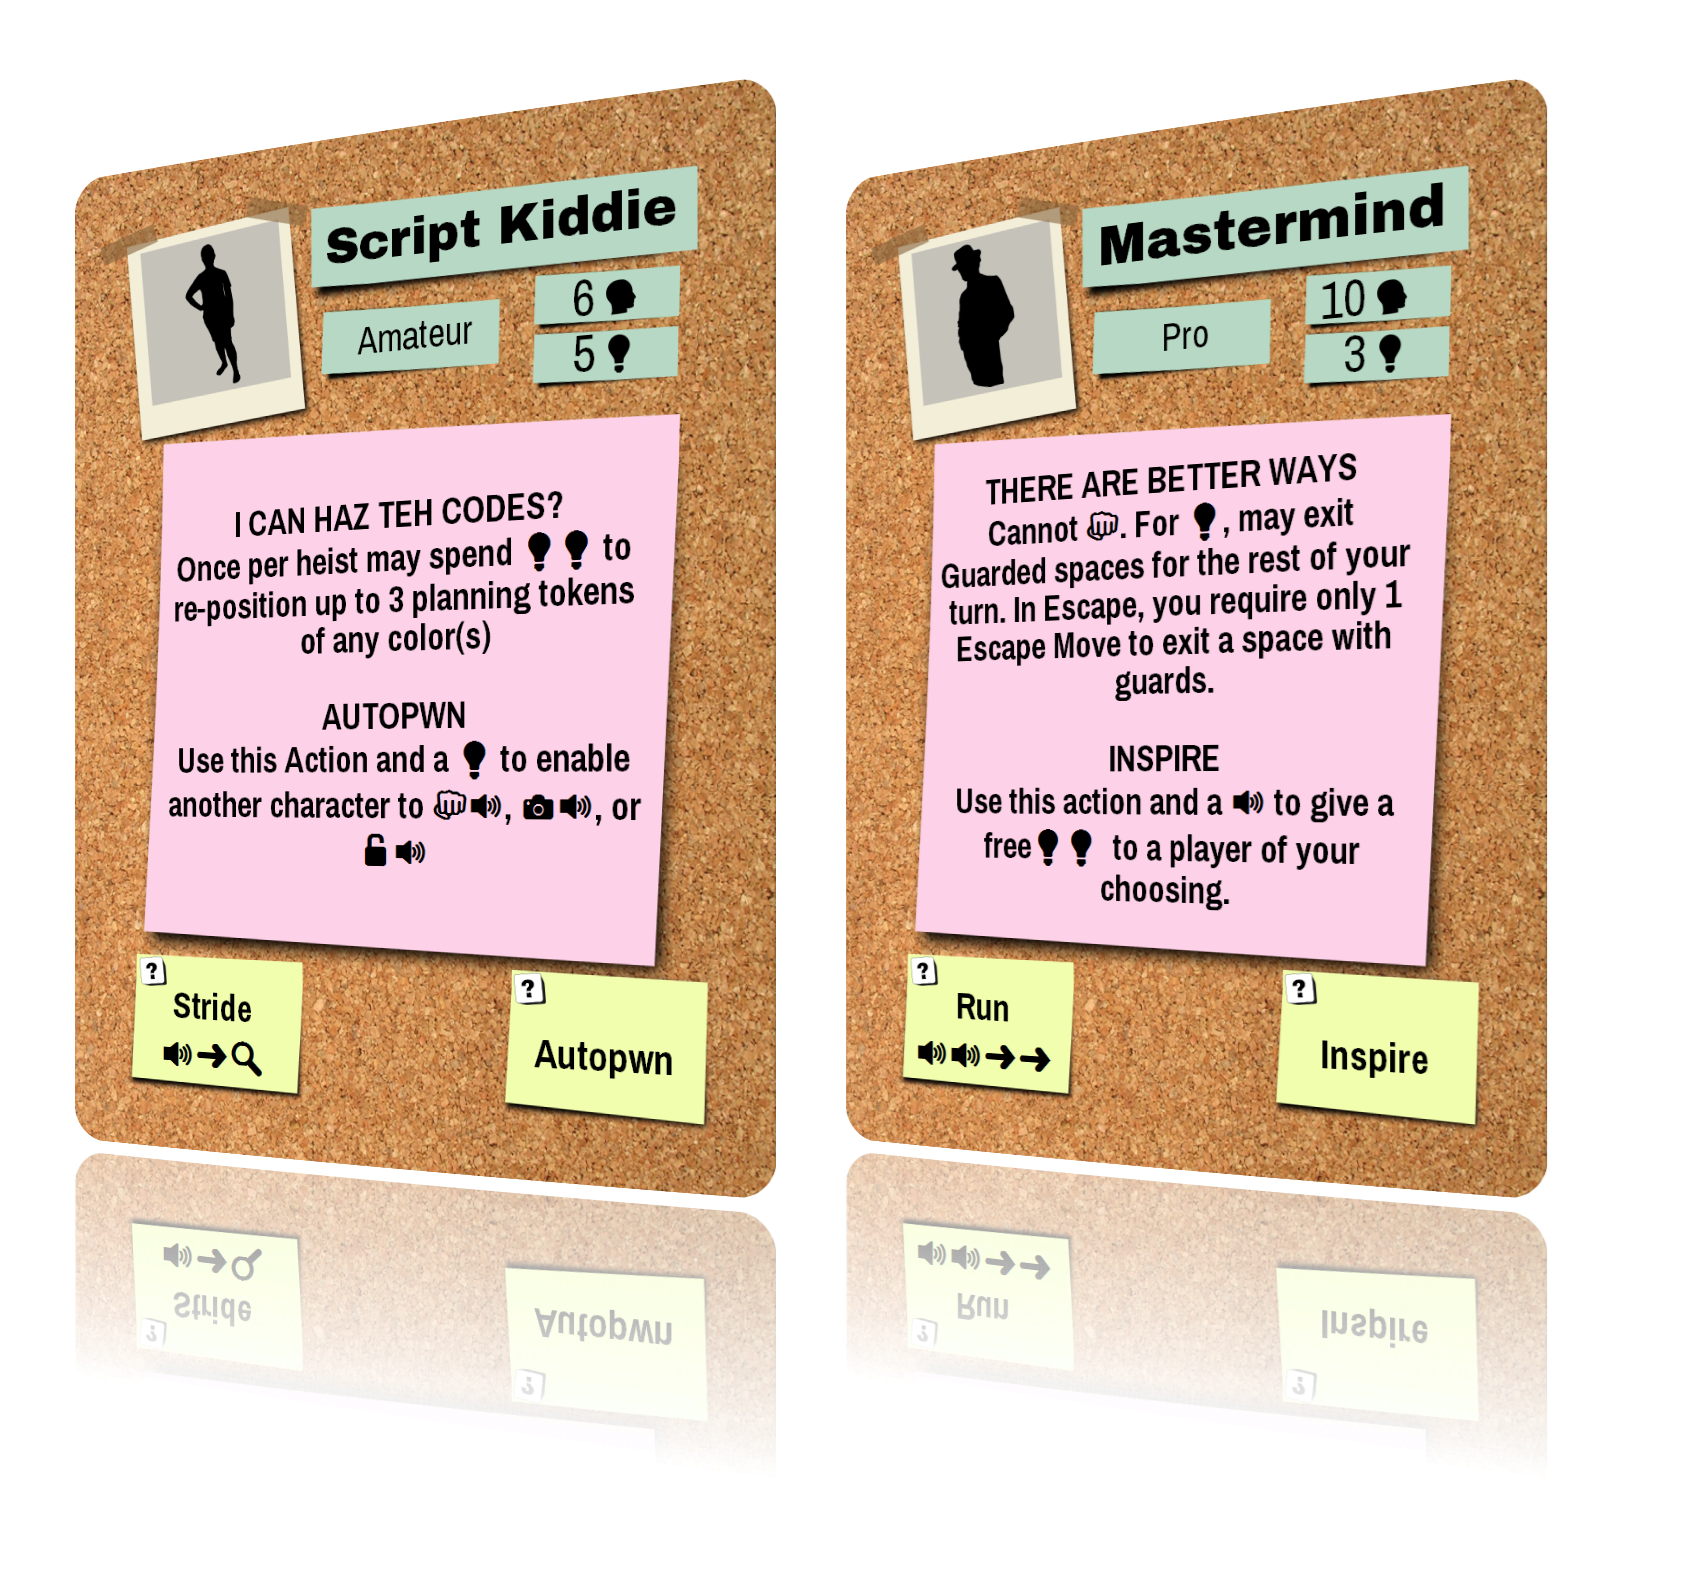 Script Kiddie
Amateur
6
5
I CAN HAZ TEH CODES?
Once per heist may spend to
re-position up to 3 planning tokens
of any color(s)
AUTOPWN
Use this Action and a to enable
another character to , , or
?
Stride
?
Autopwn
Mastermind
Pro
10
3
THERE ARE BETTER WAYS
Cannot . For , may exit
Guarded spaces for the rest of your
turn. In Escape, you require only 1
Escape Move to exit a space with
guards.
INSPIRE
Use this action and a to give a
free to a player of your
choosing.
?
Run
?
Inspire